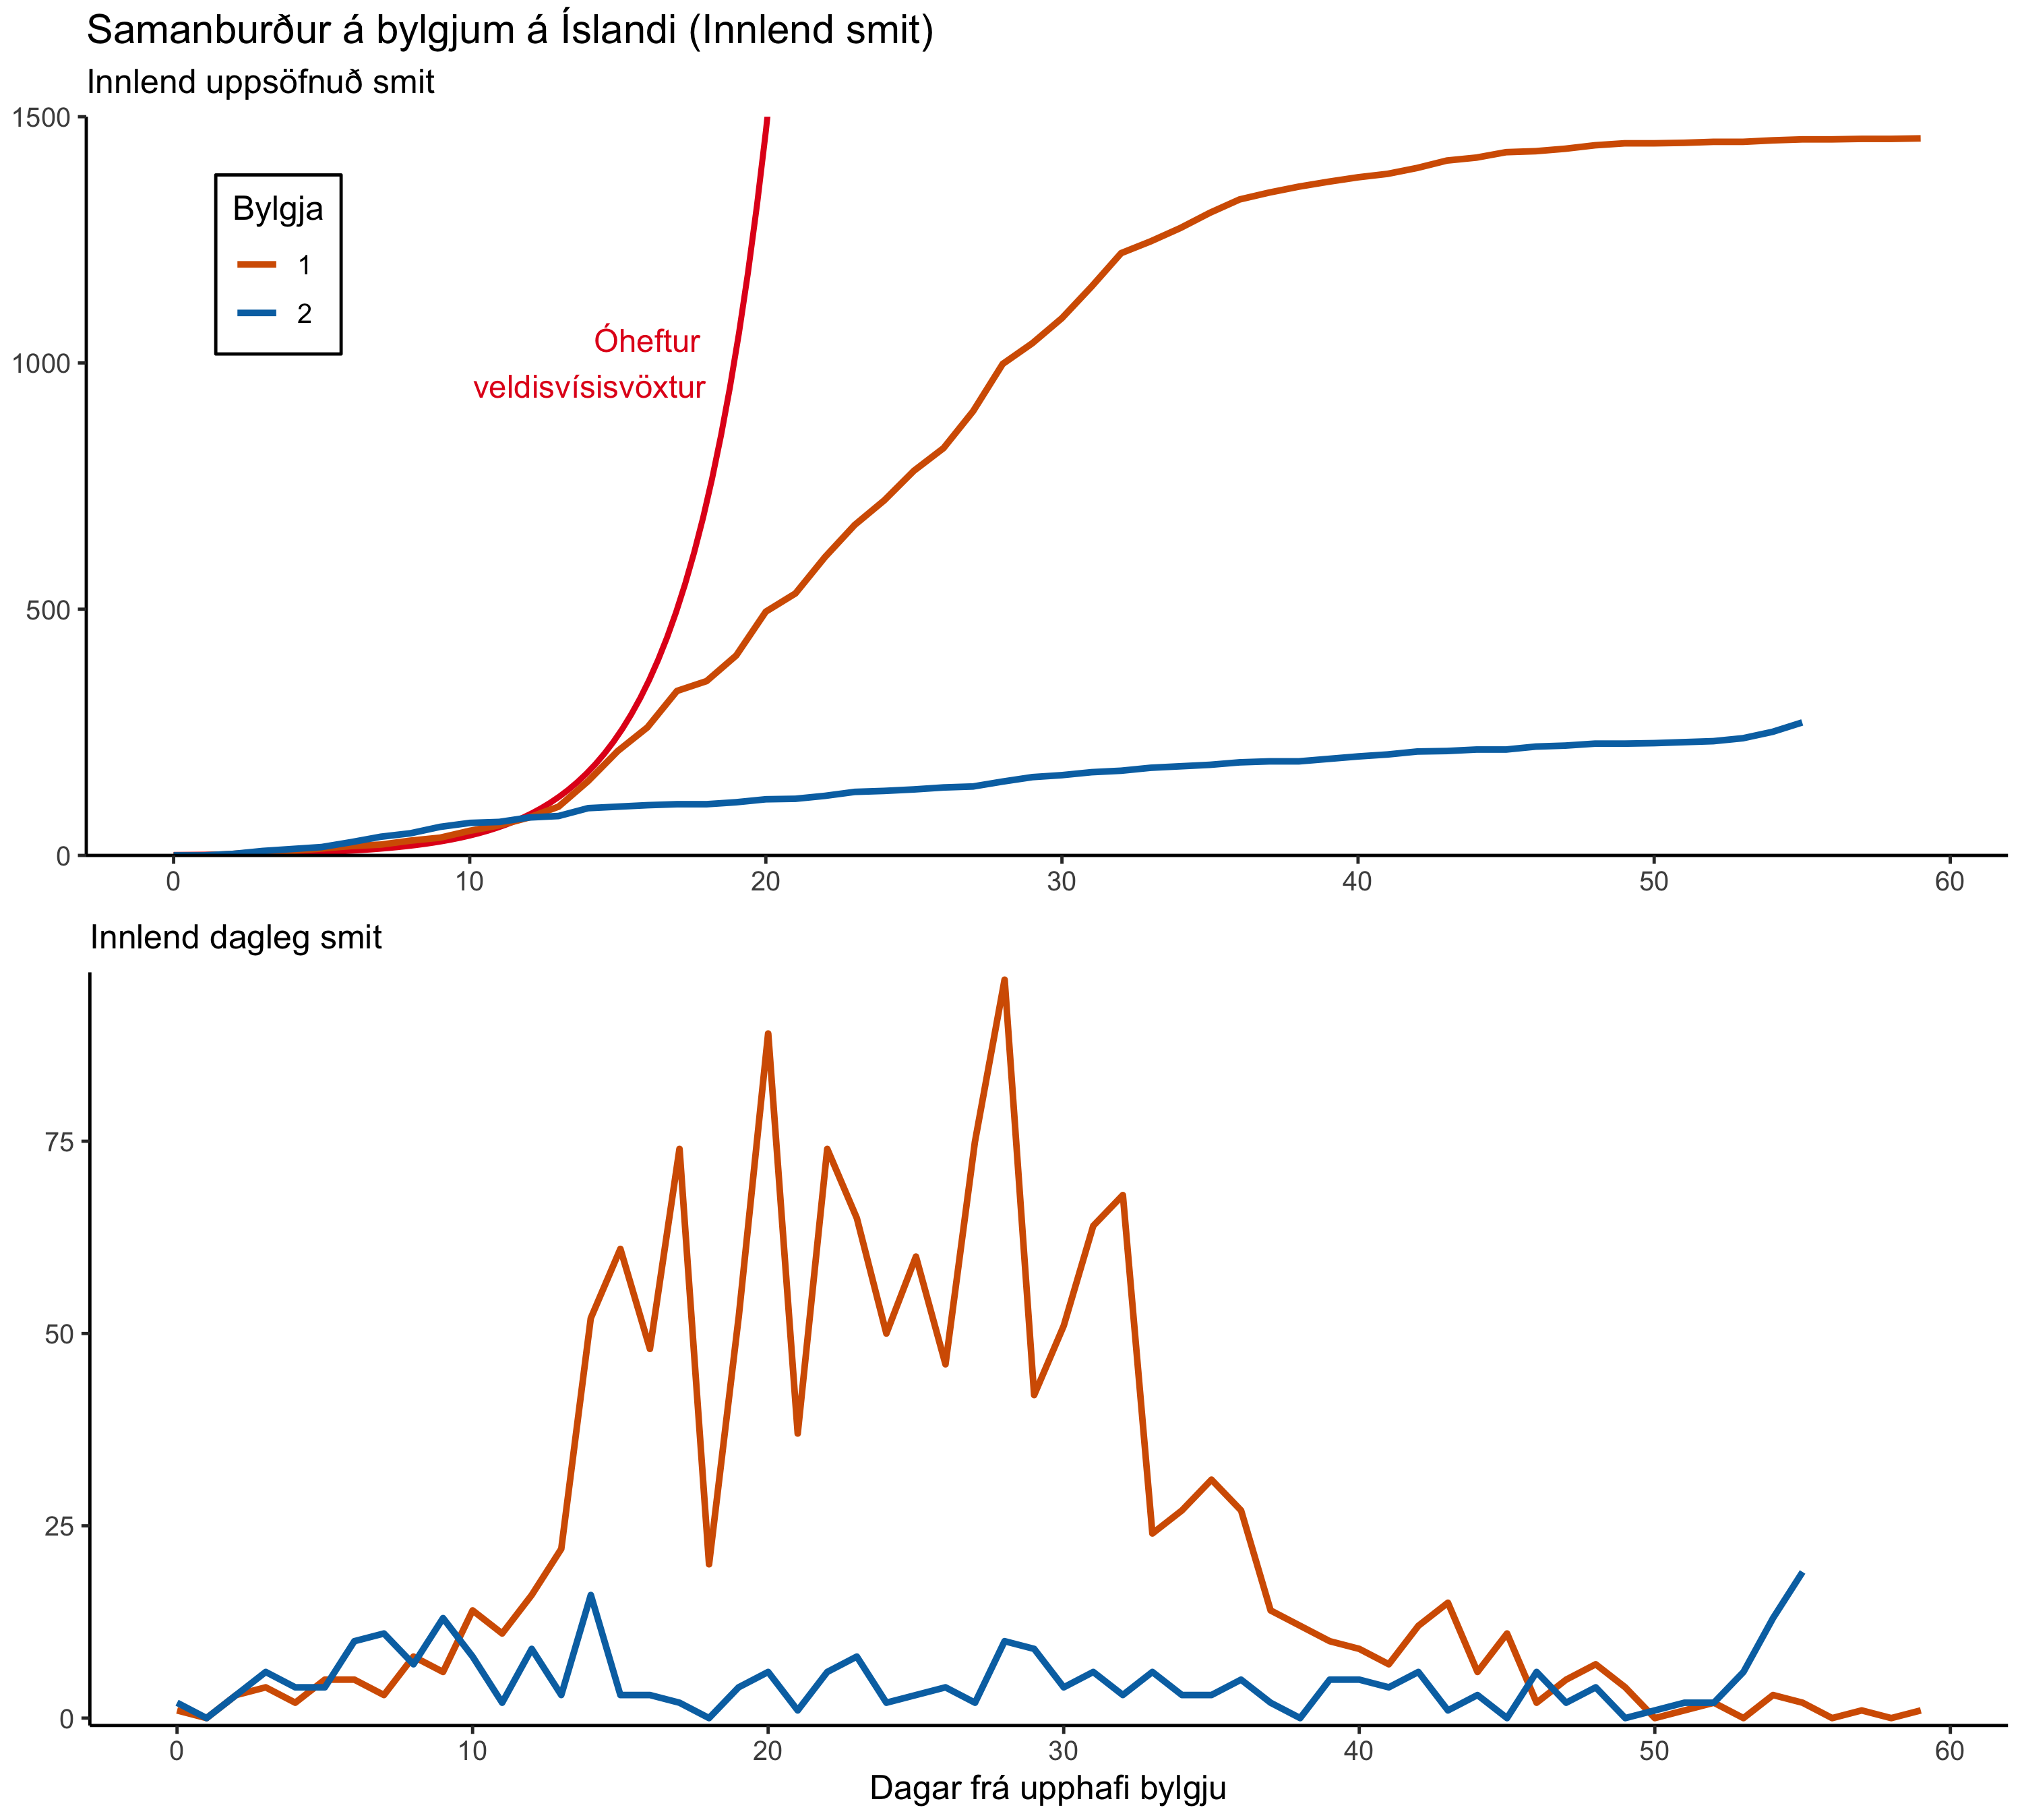 Samanburður á bylgjum á Íslandi (Innlend smit)
Innlend uppsöfnuð smit
1500
1000
500
0
Bylgja
1
2
Óheftur
veldisvísisvöxtur
0 10 20 30 40 50 60
Innlend dagleg smit
75
50
25
0
0 10 20 30 40 50 60
Dagar frá upphafi bylgju